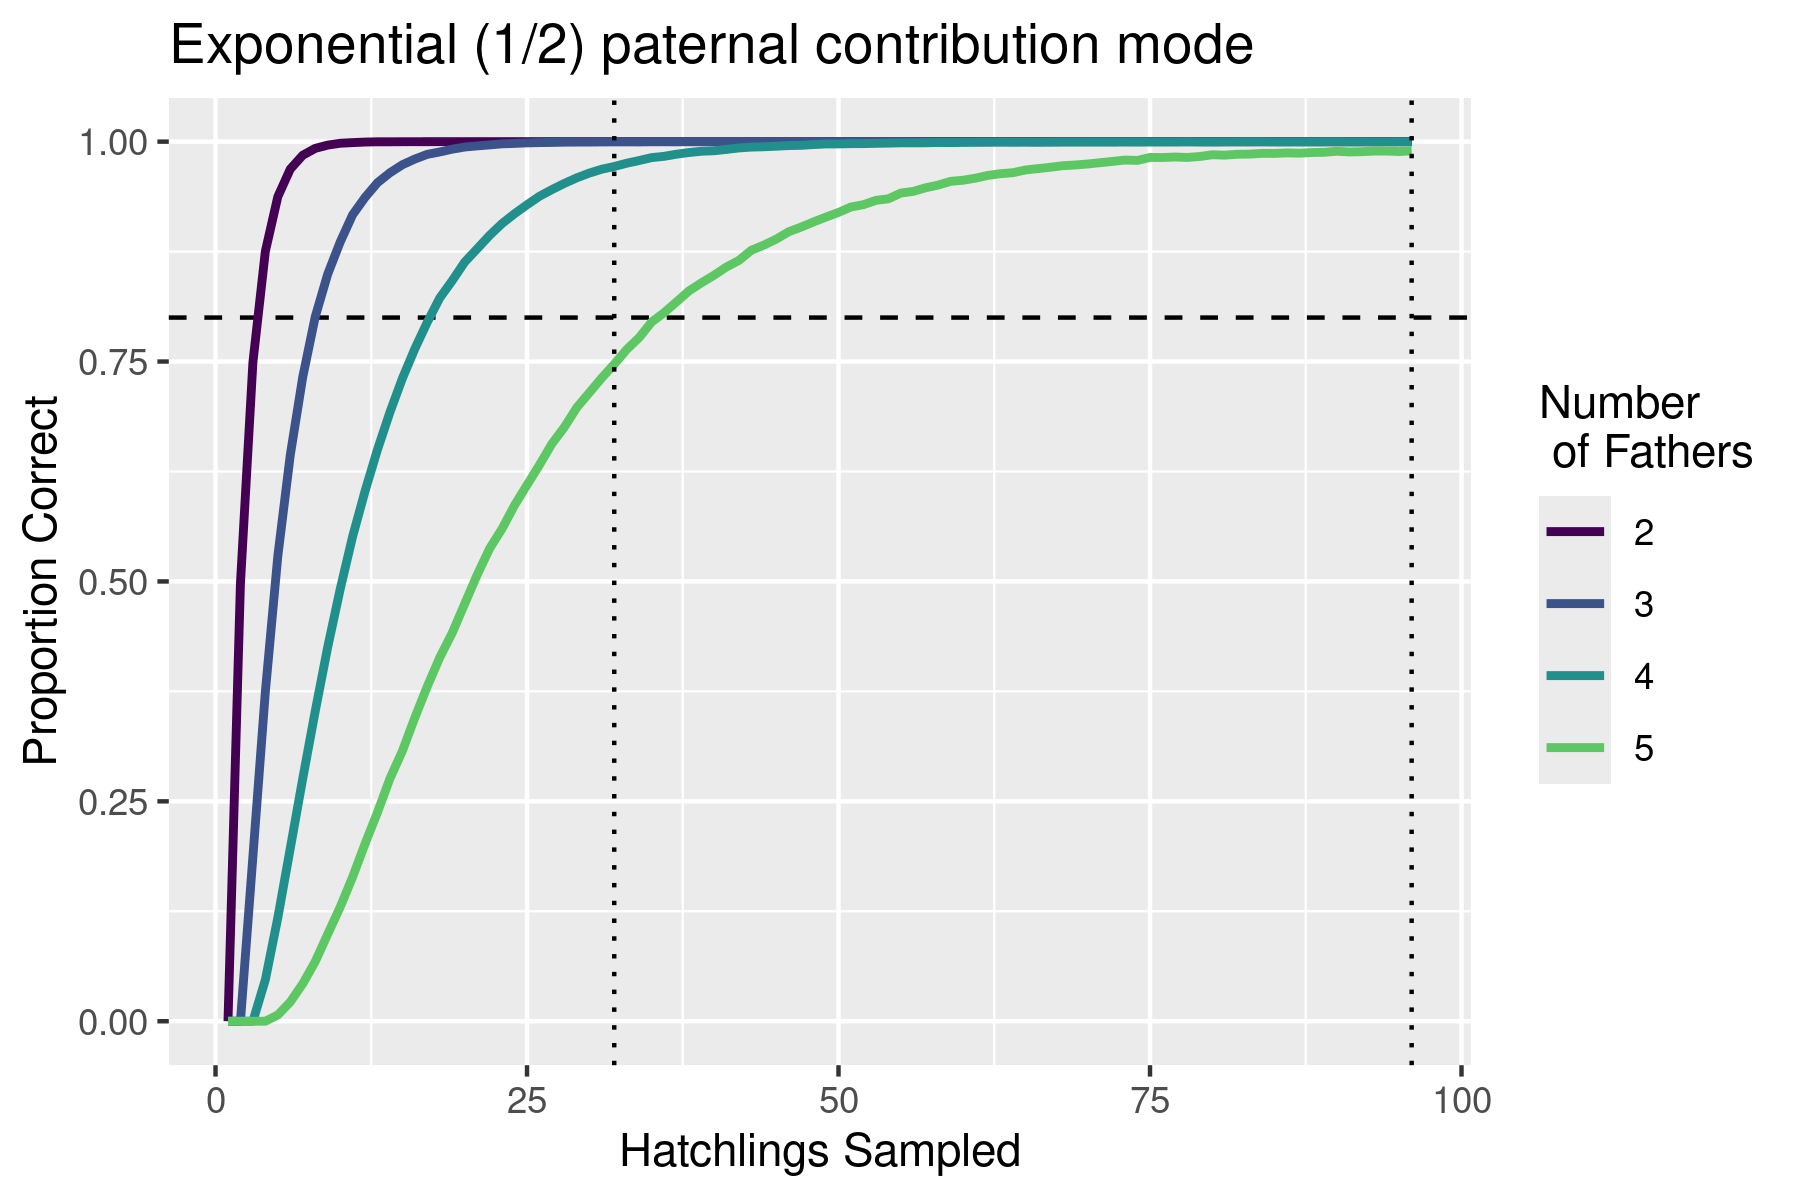 Exponential (1/2) paternal contribution mode
Proportion Correct
1.00
0.75
0.50
0.25
0.00
0
25
50
75
100
Hatchlings Sampled
Number
of Fathers
2
3
4
5